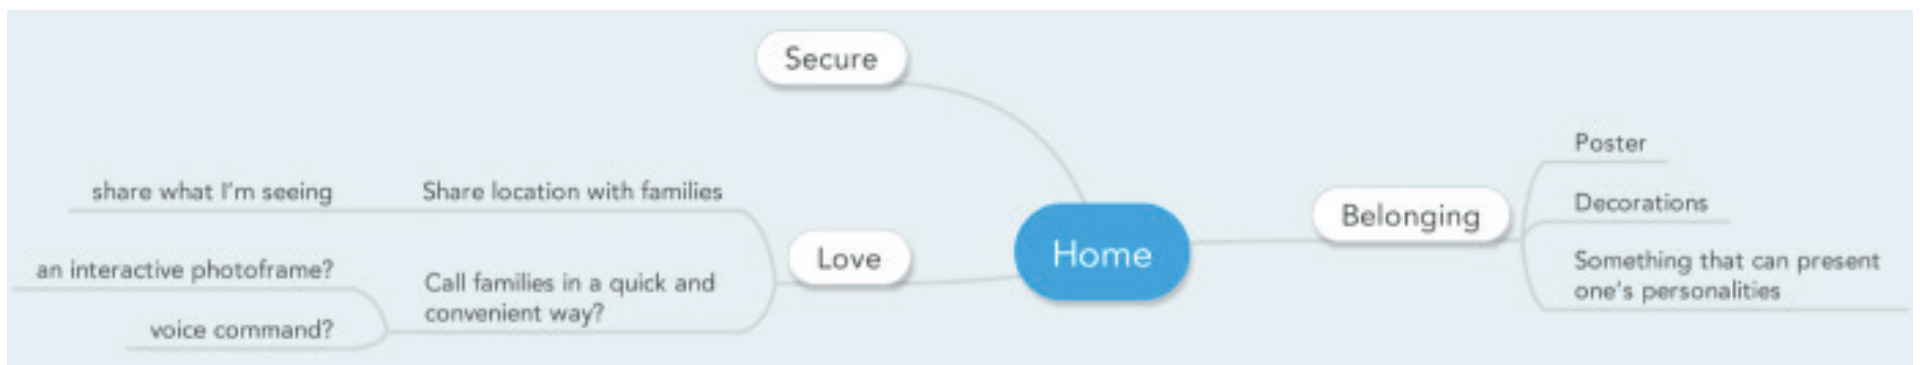 Secure
Poster
share what I'm seeing
Share location with families
Decorations
Belonging
Home
Love
an interactive photoframe?
Call families in a quick and
convenient way?
Something that can present
one's personalities
voice command?